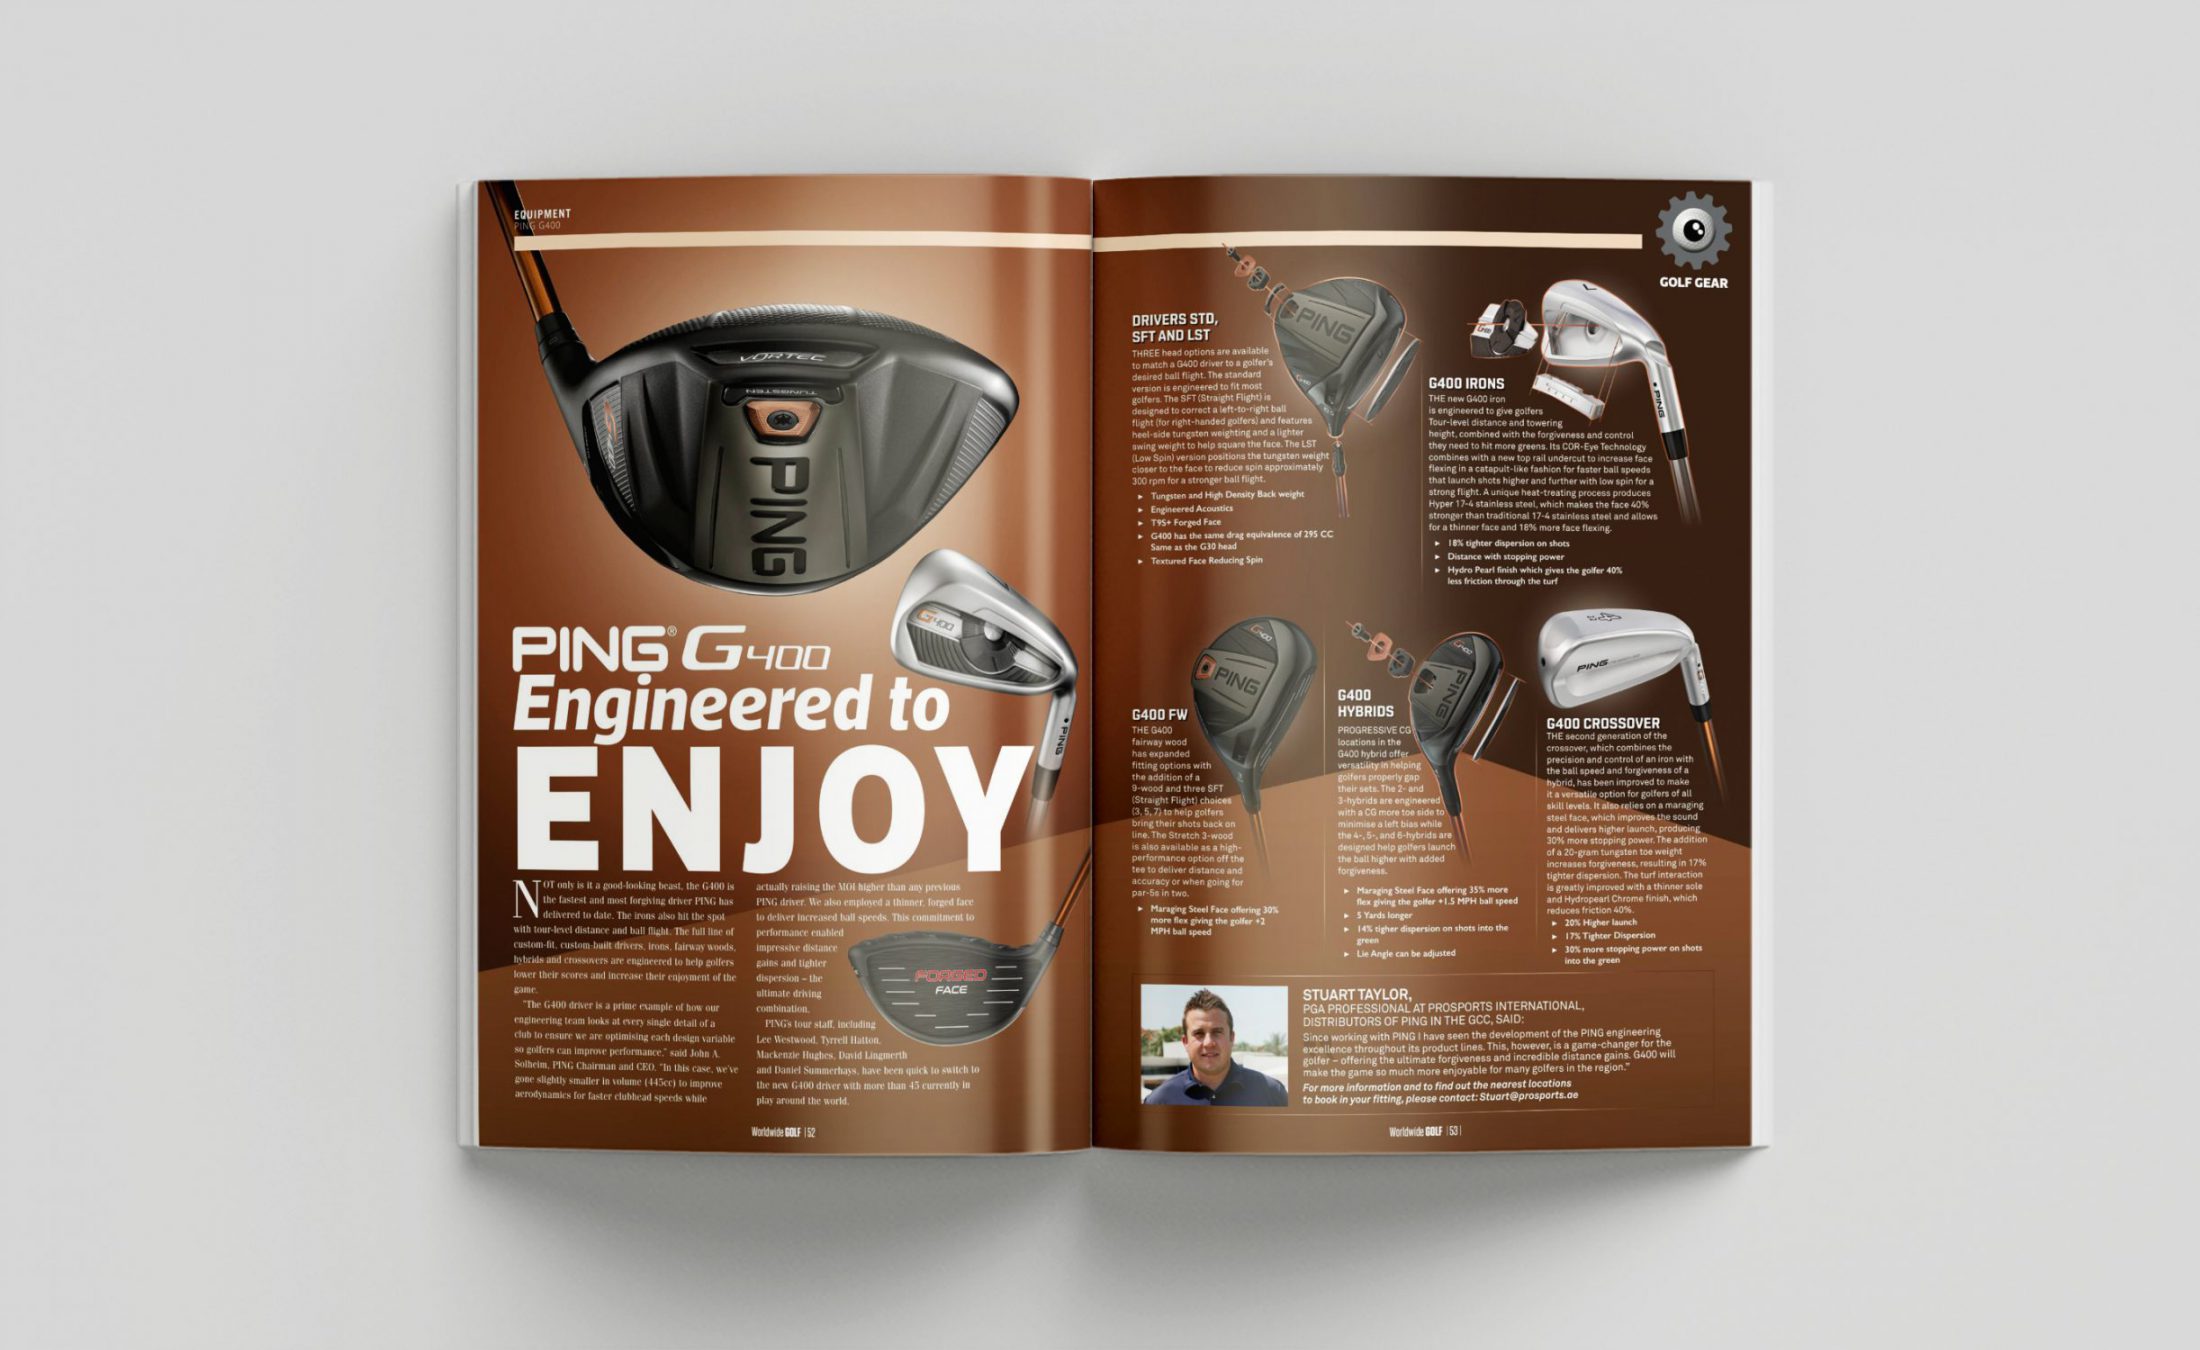 EQUIPMENT
PING G400
VORTEC
TUNGSTEN
PING
G400
PING
PING® G400
Engineered to
ENJOY
NOT only is it a good-looking beast, the G400 is
the fastest and most forgiving driver PING has
delivered to date. The irons also hit the spot
with tour-level distance and ball flight. The full line of
custom-fit, custom-built drivers, irons, fairway woods,
hybrids and crossovers are engineered to help golfers
lower their scores and increase their enjoyment of the
game.
"The G400 driver is a prime example of how our
engineering team looks at every single detail of a
club to ensure we are optimising each design variable
so golfers can improve performance," said John A.
Solheim, PING Chairman and CEO. "In this case, we've
gone slightly smaller in volume (445cc) to improve
aerodynamics for faster clubhead speeds while
actually raising the MOI higher than any previous
PING driver. We also employed a thinner, forged face
to deliver increased ball speeds. This commitment to
performance enabled
impressive distance
gains and tighter
dispersion – the
ultimate driving
combination.
PING's tour staff, including
Lee Westwood, Tyrrell Hatton,
Mackenzie Hughes, David Lingmerth
and Daniel Summerhays, have been quick to switch to
the new G400 driver with more than 45 currently in
play around the world.
FORGED
FACE
Worldwide GOLF | 52
GOLF GEAR
DRIVERS STD,
SFT AND LST
THREE head options are available
to match a G400 driver to a golfer's
desired ball flight. The standard
version is engineered to fit most
golfers. The SFT (Straight Flight) is
designed to correct a left-to-right ball
flight (for right-handed golfers) and features
heel-side tungsten weighting and a lighter
swing weight to help square the face. The LST
(Low Spin) version positions the tungsten weight
closer to the face to reduce spin approximately
300 rpm for a stronger ball flight.
► Tungsten and High Density Back weight
► Engineered Acoustics
► T9S+ Forged Face
► G400 has the same drag equivalence of 295 CC
Same as the G30 head
► Textured Face Reducing Spin
PING
G400 IRONS
THE new G400 iron
is engineered to give golfers
Tour-level distance and towering
height, combined with the forgiveness and control
they need to hit more greens. Its COR-Eye Technology
combines with a new top rail undercut to increase face
flexing in a catapult-like fashion for faster ball speeds
that launch shots higher and further with low spin for a
strong flight. A unique heat-treating process produces
Hyper 17-4 stainless steel, which makes the face 40%
stronger than traditional 17-4 stainless steel and allows
for a thinner face and 18% more face flexing.
► 18% tighter dispersion on shots
► Distance with stopping power
► Hydro Pearl finish which gives the golfer 40%
less friction through the turf
PING
G400 FW
THE G400
fairway wood
has expanded
fitting options with
the addition of a
9-wood and three SFT
(Straight Flight) choices
(3, 5, 7) to help golfers
bring their shots back on
line. The Stretch 3-wood
is also available as a high-
performance option off the
tee to deliver distance and
accuracy or when going for
par-5s in two.
► Maraging Steel Face offering 30%
more flex giving the golfer +2
MPH ball speed
G400
PING
G400
HYBRIDS
PROGRESSIVE CG
locations in the
G400 hybrid offer
versatility in helping
golfers properly gap
their sets. The 2- and
3-hybrids are engineered
with a CG more toe side to
minimise a left bias while
the 4-, 5-, and 6-hybrids are
designed help golfers launch
the ball higher with added
forgiveness.
► Maraging Steel Face offering 35% more
flex giving the golfer +1.5 MPH ball speed
► 5 Yards longer
► 14% tigher dispersion on shots into the
green
► Lie Angle can be adjusted
PING
PING
G400 CROSSOVER
THE second generation of the
crossover, which combines the
precision and control of an iron with
the ball speed and forgiveness of a
hybrid, has been improved to make
it a versatile option for golfers of all
skill levels. It also relies on a maraging
steel face, which improves the sound
and delivers higher launch, producing
30% more stopping power. The addition
of a 20-gram tungsten toe weight
increases forgiveness, resulting in 17%
tighter dispersion. The turf interaction
is greatly improved with a thinner sole
and Hydropearl Chrome finish, which
reduces friction 40%.
► 20% Higher launch
► 17% Tighter Dispersion
► 30% more stopping power on shots
into the green
STUART TAYLOR,
PGA PROFESSIONAL AT PROSPORTS INTERNATIONAL,
DISTRIBUTORS OF PING IN THE GCC, SAID:
Since working with PING I have seen the development of the PING engineering
excellence throughout its product lines. This, however, is a game-changer for the
golfer – offering the ultimate forgiveness and incredible distance gains. G400 will
make the game so much more enjoyable for many golfers in the region."
For more information and to find out the nearest locations
to book in your fitting, please contact: Stuart@prosports.ae
Worldwide GOLF | 53 |